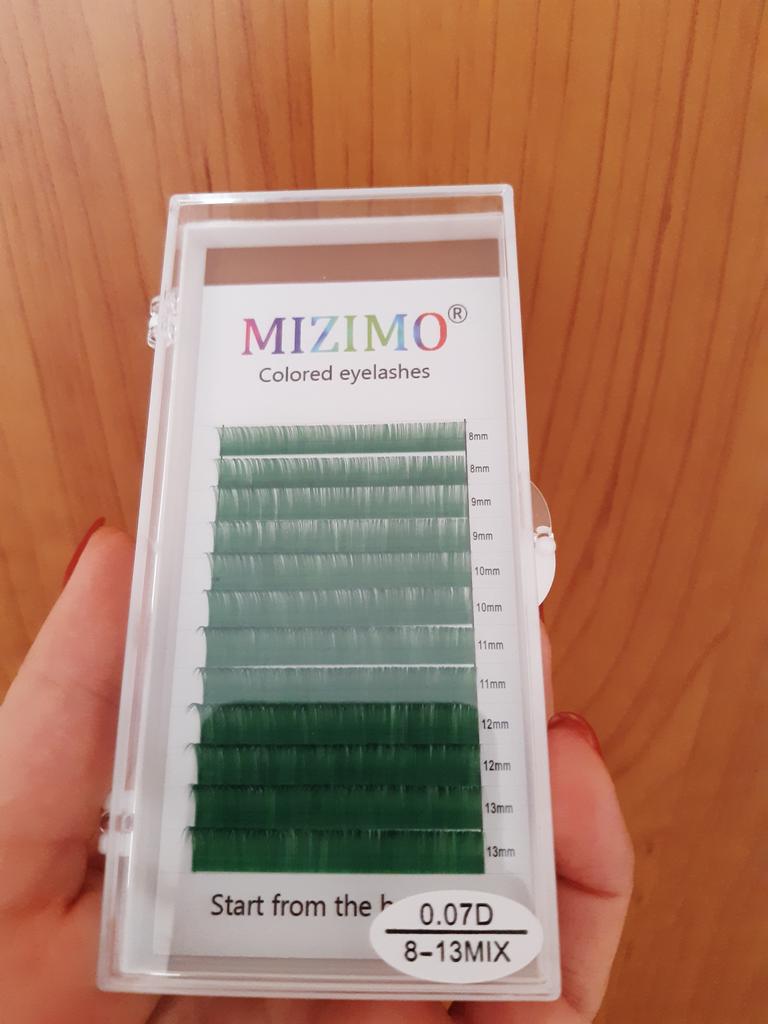 MIZIMO®
Colored eyelashes
8mm
8mm
9mm
9mm
10mm
10mm
11mm
11mm
12mm
12mm
13mm
13mm
Start from the
0.07D
8-13MIX